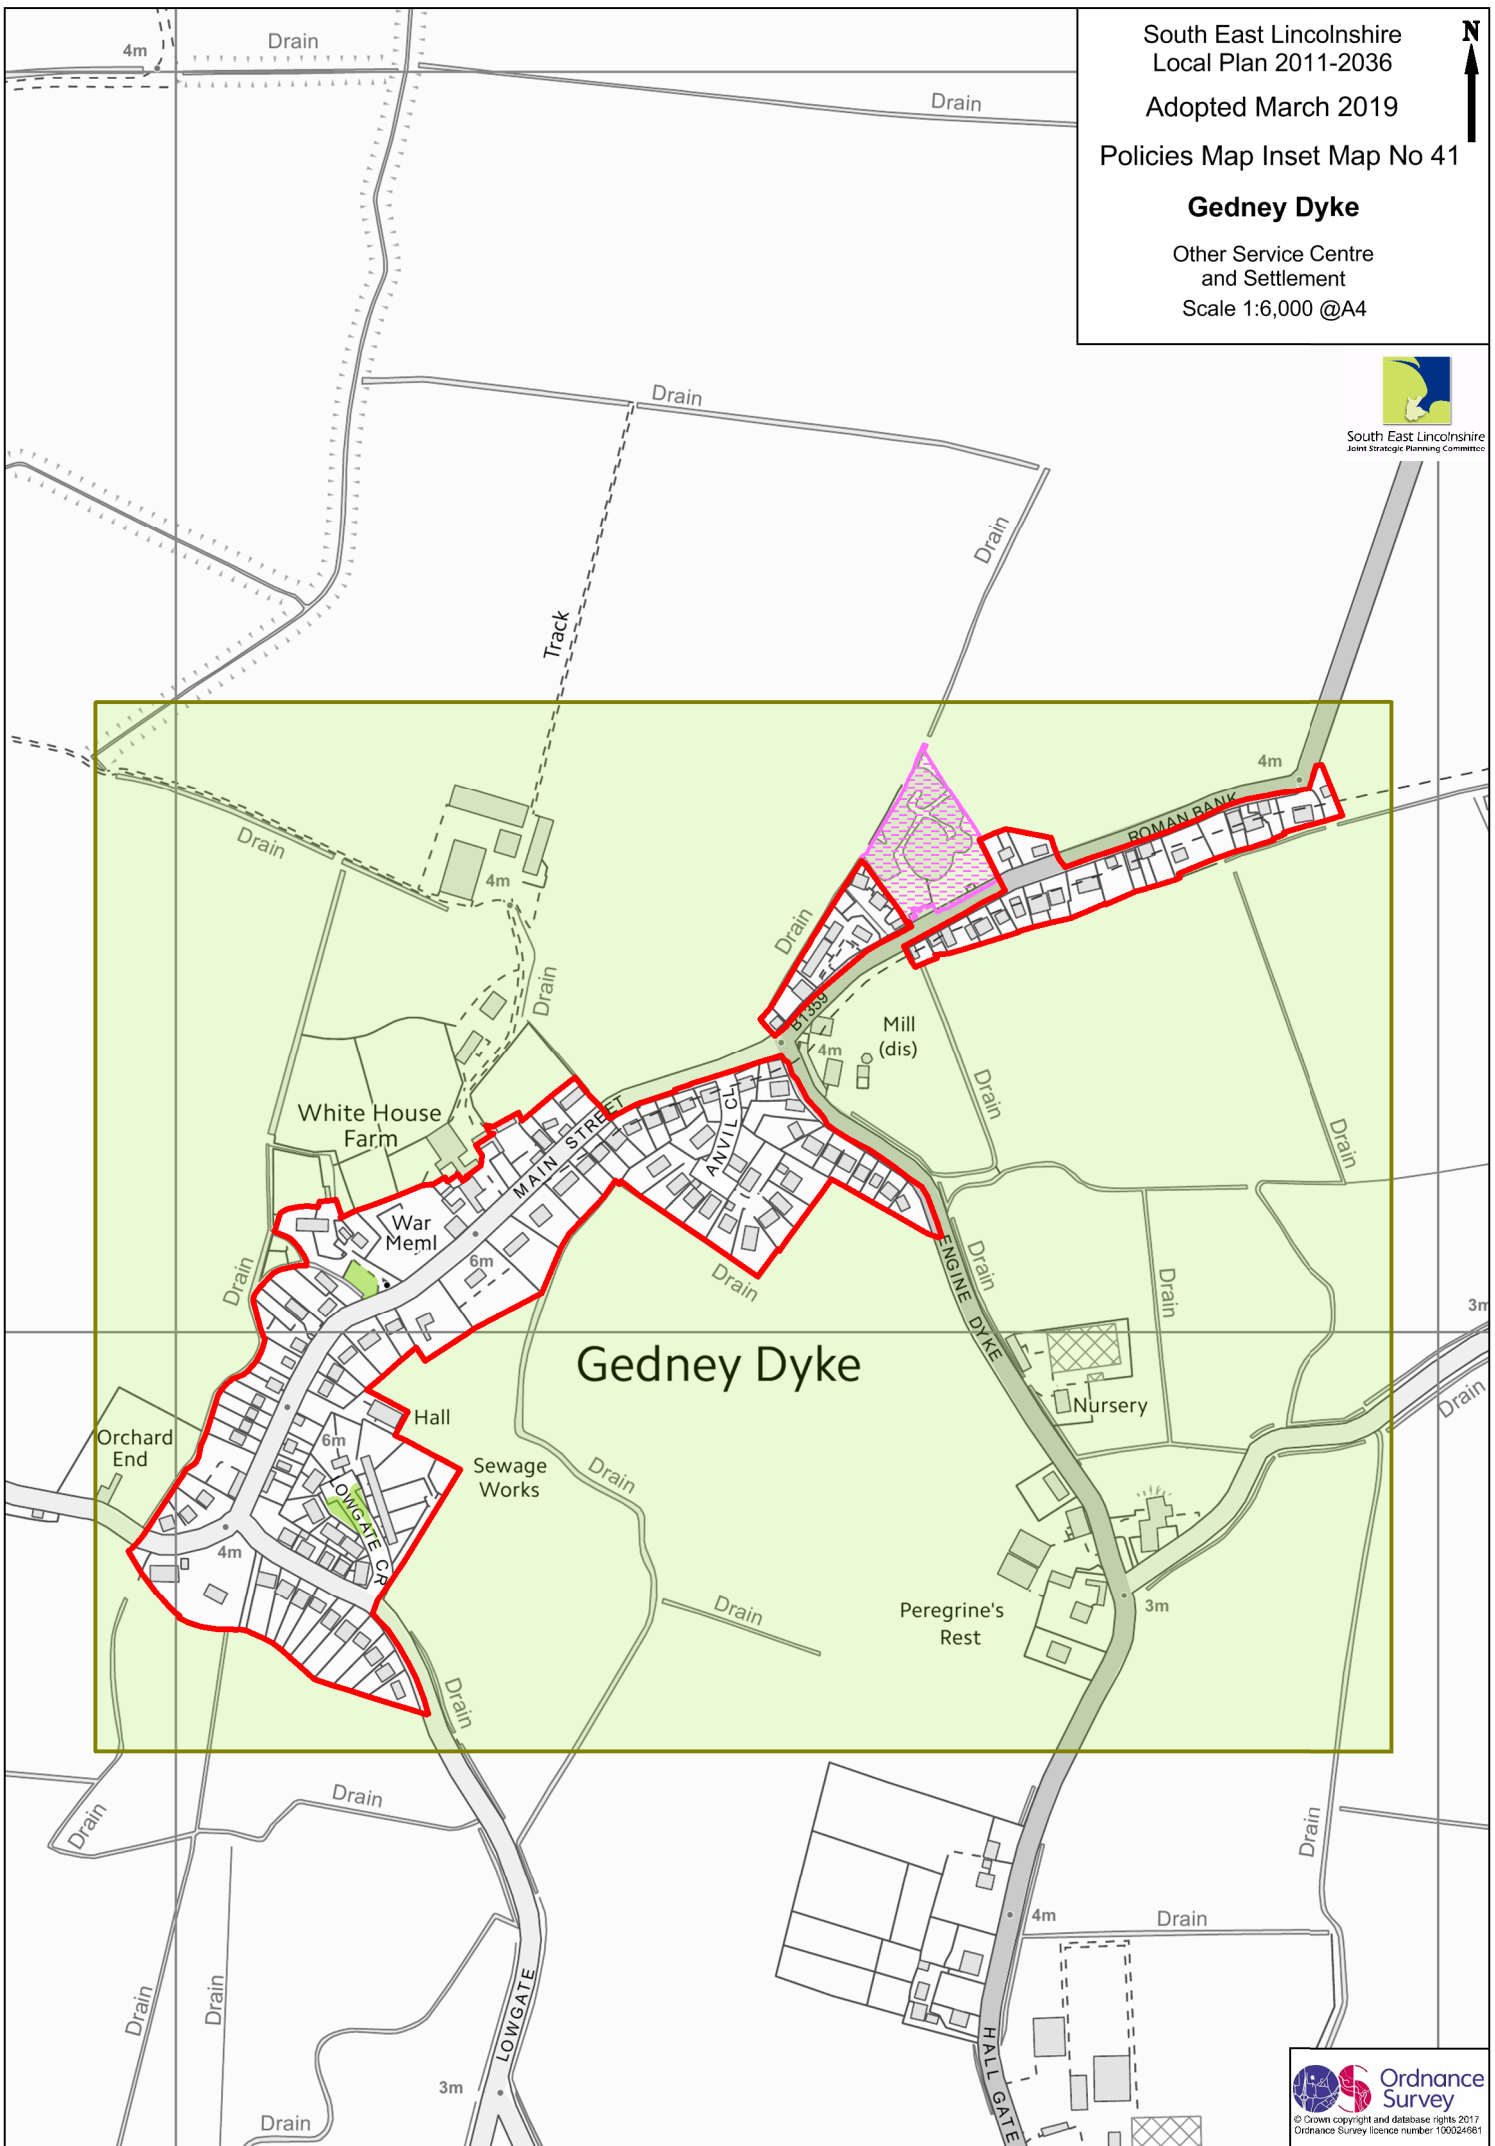 South East Lincolnshire
Local Plan 2011-2036
Adopted March 2019
Policies Map Inset Map No 41
Gedney Dyke
Other Service Centre
and Settlement
Scale 1:6,000 @A4
N
South East Lincolnshire
Joint Strategic Planning Committee
4m
Drain
Drain
Drain
Drain
Track
4m
ROMAN BANK
Drain
4m
Drain
Drain
B1359
Mill
(dis)
4m
Drain
White House
Farm
MAIN STREET
ANVIL CL
Drain
War
Meml
6m
Drain
Drain
ENGINE DYKE
Drain
Drain
3m
Gedney Dyke
Nursery
Drain
Orchard
End
Hall
6m
Sewage
Works
Drain
LOWGATE CR
4m
Drain
Peregrine's
Rest
3m
Drain
Drain
Drain
Drain
4m
Drain
Drain
Drain
LOWGATE
HALL GATE
3m
Drain
Ordnance
Survey
© Crown copyright and database rights 2017
Ordnance Survey licence number 100024661